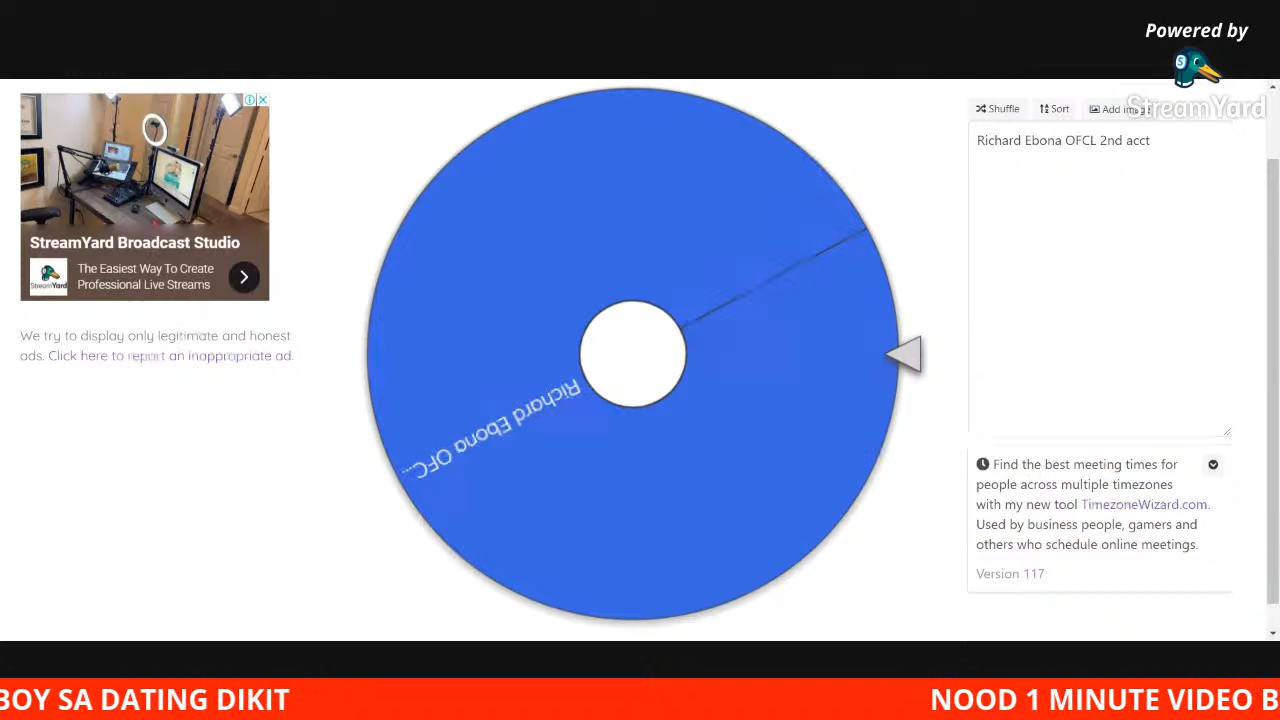 Powered by
StreamYard
Shuffle
Sort
Add image
Richard Ebona OFCL 2nd acct
StreamYard Broadcast Studio
The Easiest Way To Create
Professional Live Streams
StreamYard
We try to display only legitimate and honest
ads. Click here to report an inappropriate ad.
Richard Ebona OFC...
Find the best meeting times for
people across multiple timezones
with my new tool TimezoneWizard.com.
Used by business people, gamers and
others who schedule online meetings.
Version 117
BOY SA DATING DIKIT
NOOD 1 MINUTE VIDEO B